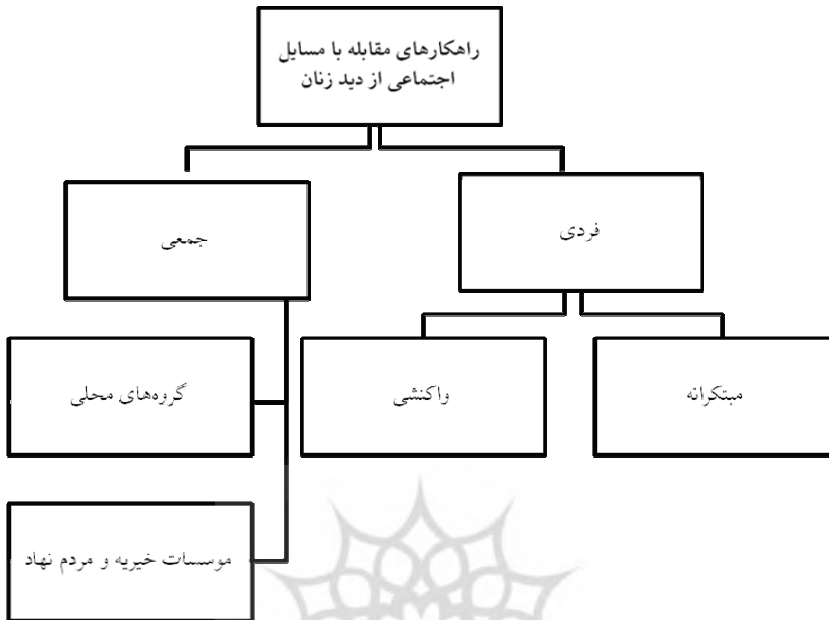 راهکارهای مقابله با مسایل
اجتماعی از دید زنان
فردی
جمعی
مبتکرانه
واکنشی
گروه‌های محلی
موسسات خیریه و مردم نهاد